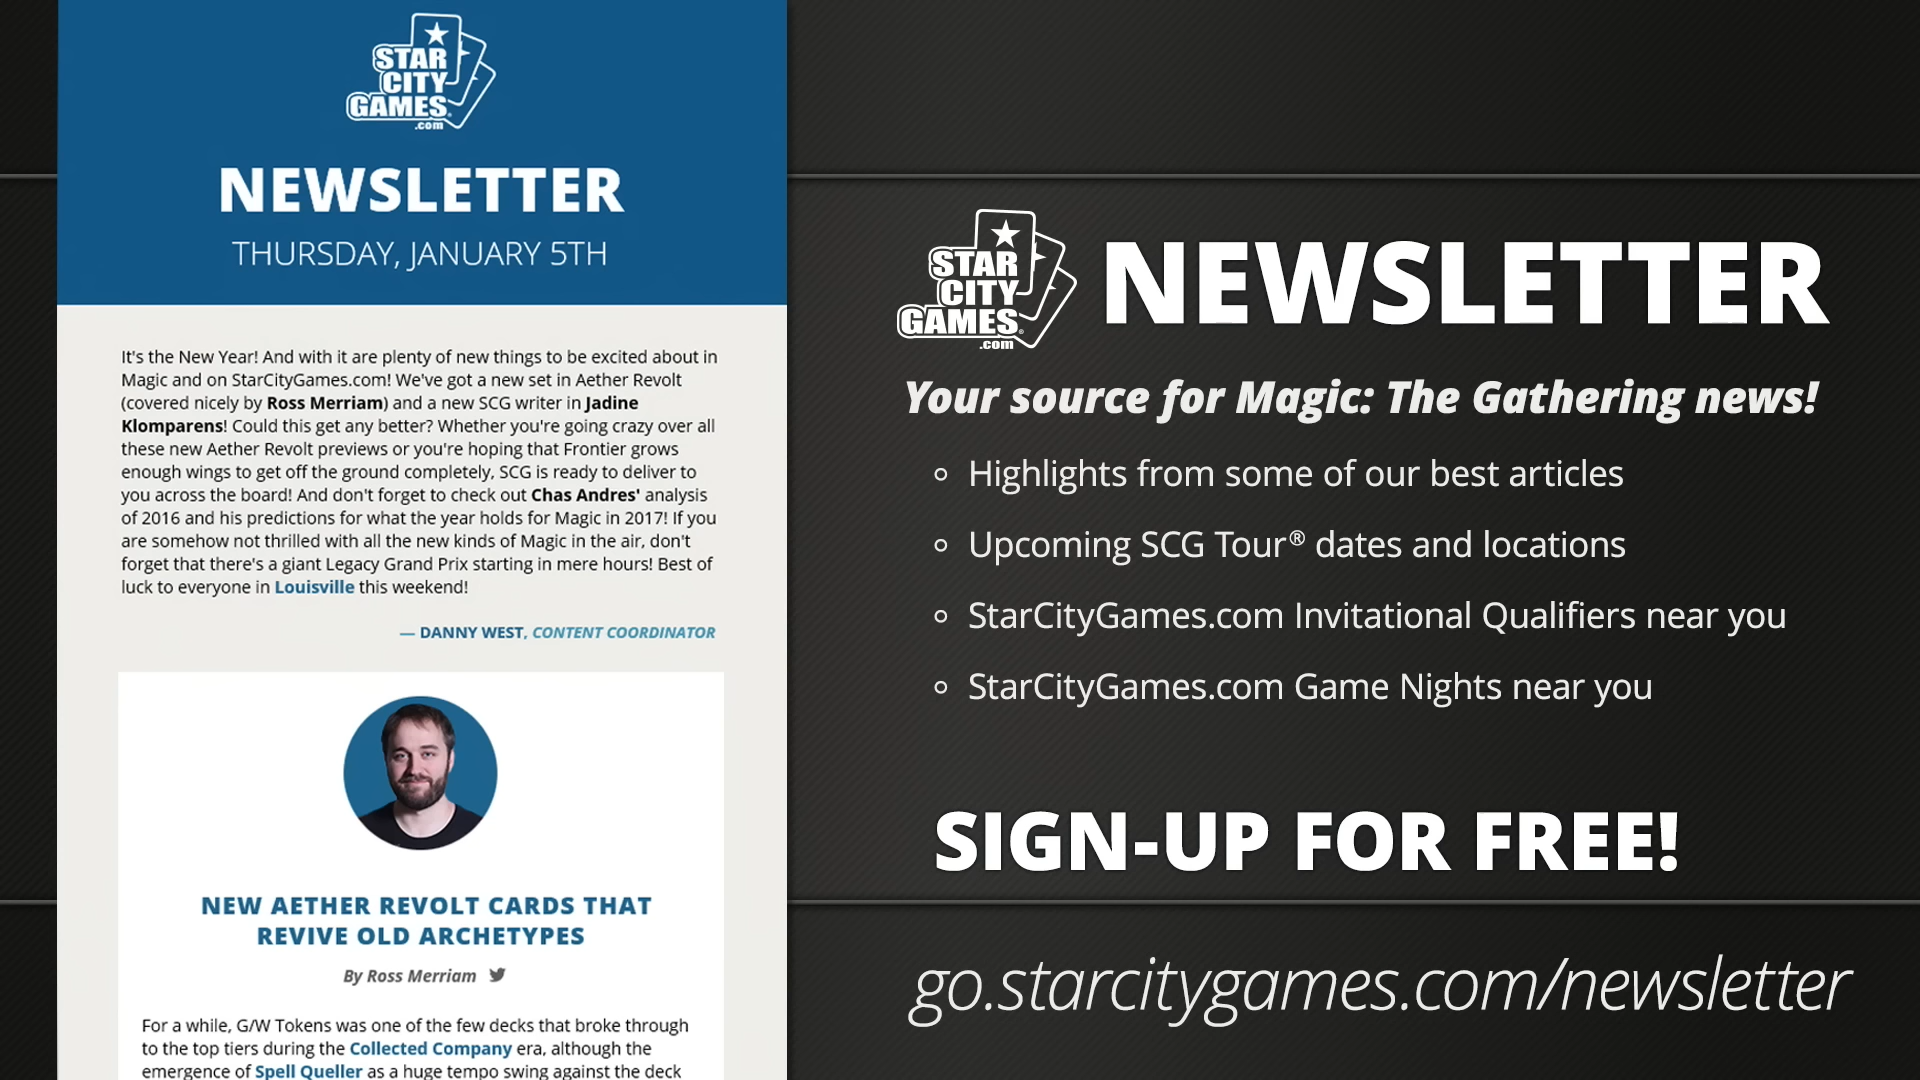 STAR
CITY
GAMES®
.com
NEWSLETTER
THURSDAY, JANUARY 5TH
It's the New Year! And with it are plenty of new things to be excited about in
Magic and on StarCityGames.com! We've got a new set in Aether Revolt
(covered nicely by Ross Merriam) and a new SCG writer in Jadine
Klomparens! Could this get any better? Whether you're going crazy over all
these new Aether Revolt previews or you're hoping that Frontier grows
enough wings to get off the ground completely, SCG is ready to deliver to
you across the board! And don't forget to check out Chas Andres' analysis
of 2016 and his predictions for what the year holds for Magic in 2017! If you
are somehow not thrilled with all the new kinds of Magic in the air, don't
forget that there's a giant Legacy Grand Prix starting in mere hours! Best of
luck to everyone in Louisville this weekend!
— DANNY WEST, CONTENT COORDINATOR
NEW AETHER REVOLT CARDS THAT
REVIVE OLD ARCHETYPES
By Ross Merriam
For a while, G/W Tokens was one of the few decks that broke through
to the top tiers during the Collected Company era, although the
emergence of Spell Queller as a huge tempo swing against the deck
STAR
CITY
GAMES®
.com
NEWSLETTER
Your source for Magic: The Gathering news!
Highlights from some of our best articles
Upcoming SCG Tour® dates and locations
StarCityGames.com Invitational Qualifiers near you
StarCityGames.com Game Nights near you
SIGN-UP FOR FREE!
go.starcitygames.com/newsletter